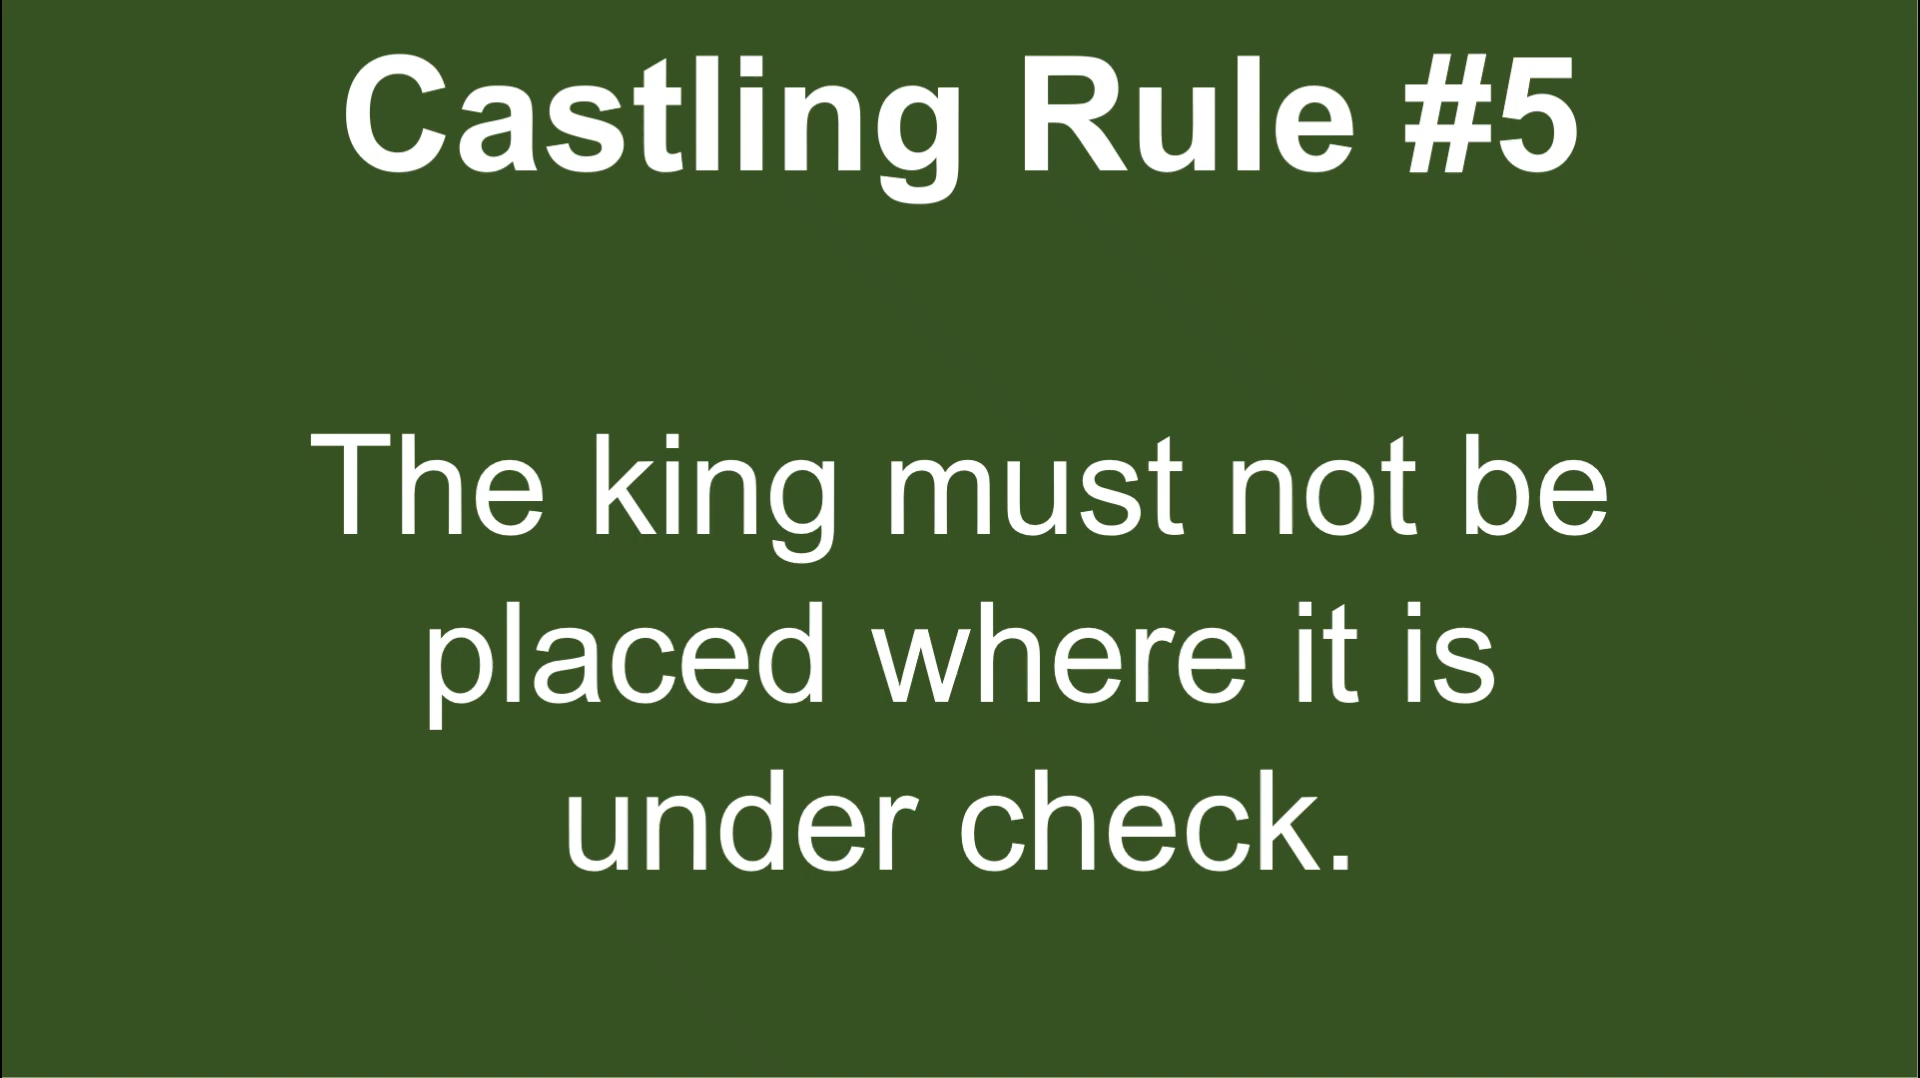 Castling Rule #5
The king must not be
placed where it is
under check.